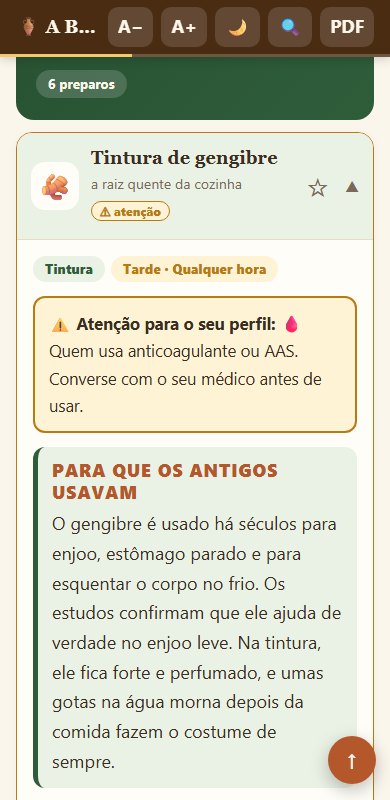 A B...
A−
A+
PDF
6 preparos
Tintura de gengibre
a raiz quente da cozinha
⚠ atenção
Tintura
Tarde · Qualquer hora
⚠️ Atenção para o seu perfil: 🩸
Quem usa anticoagulante ou AAS.
Converse com o seu médico antes de
usar.
PARA QUE OS ANTIGOS
USAVAM
O gengibre é usado há séculos para
enjoo, estômago parado e para
esquentar o corpo no frio. Os
estudos confirmam que ele ajuda de
verdade no enjoo leve. Na tintura,
ele fica forte e perfumado, e umas
gotas na água morna depois da
comida fazem o costume de
sempre.